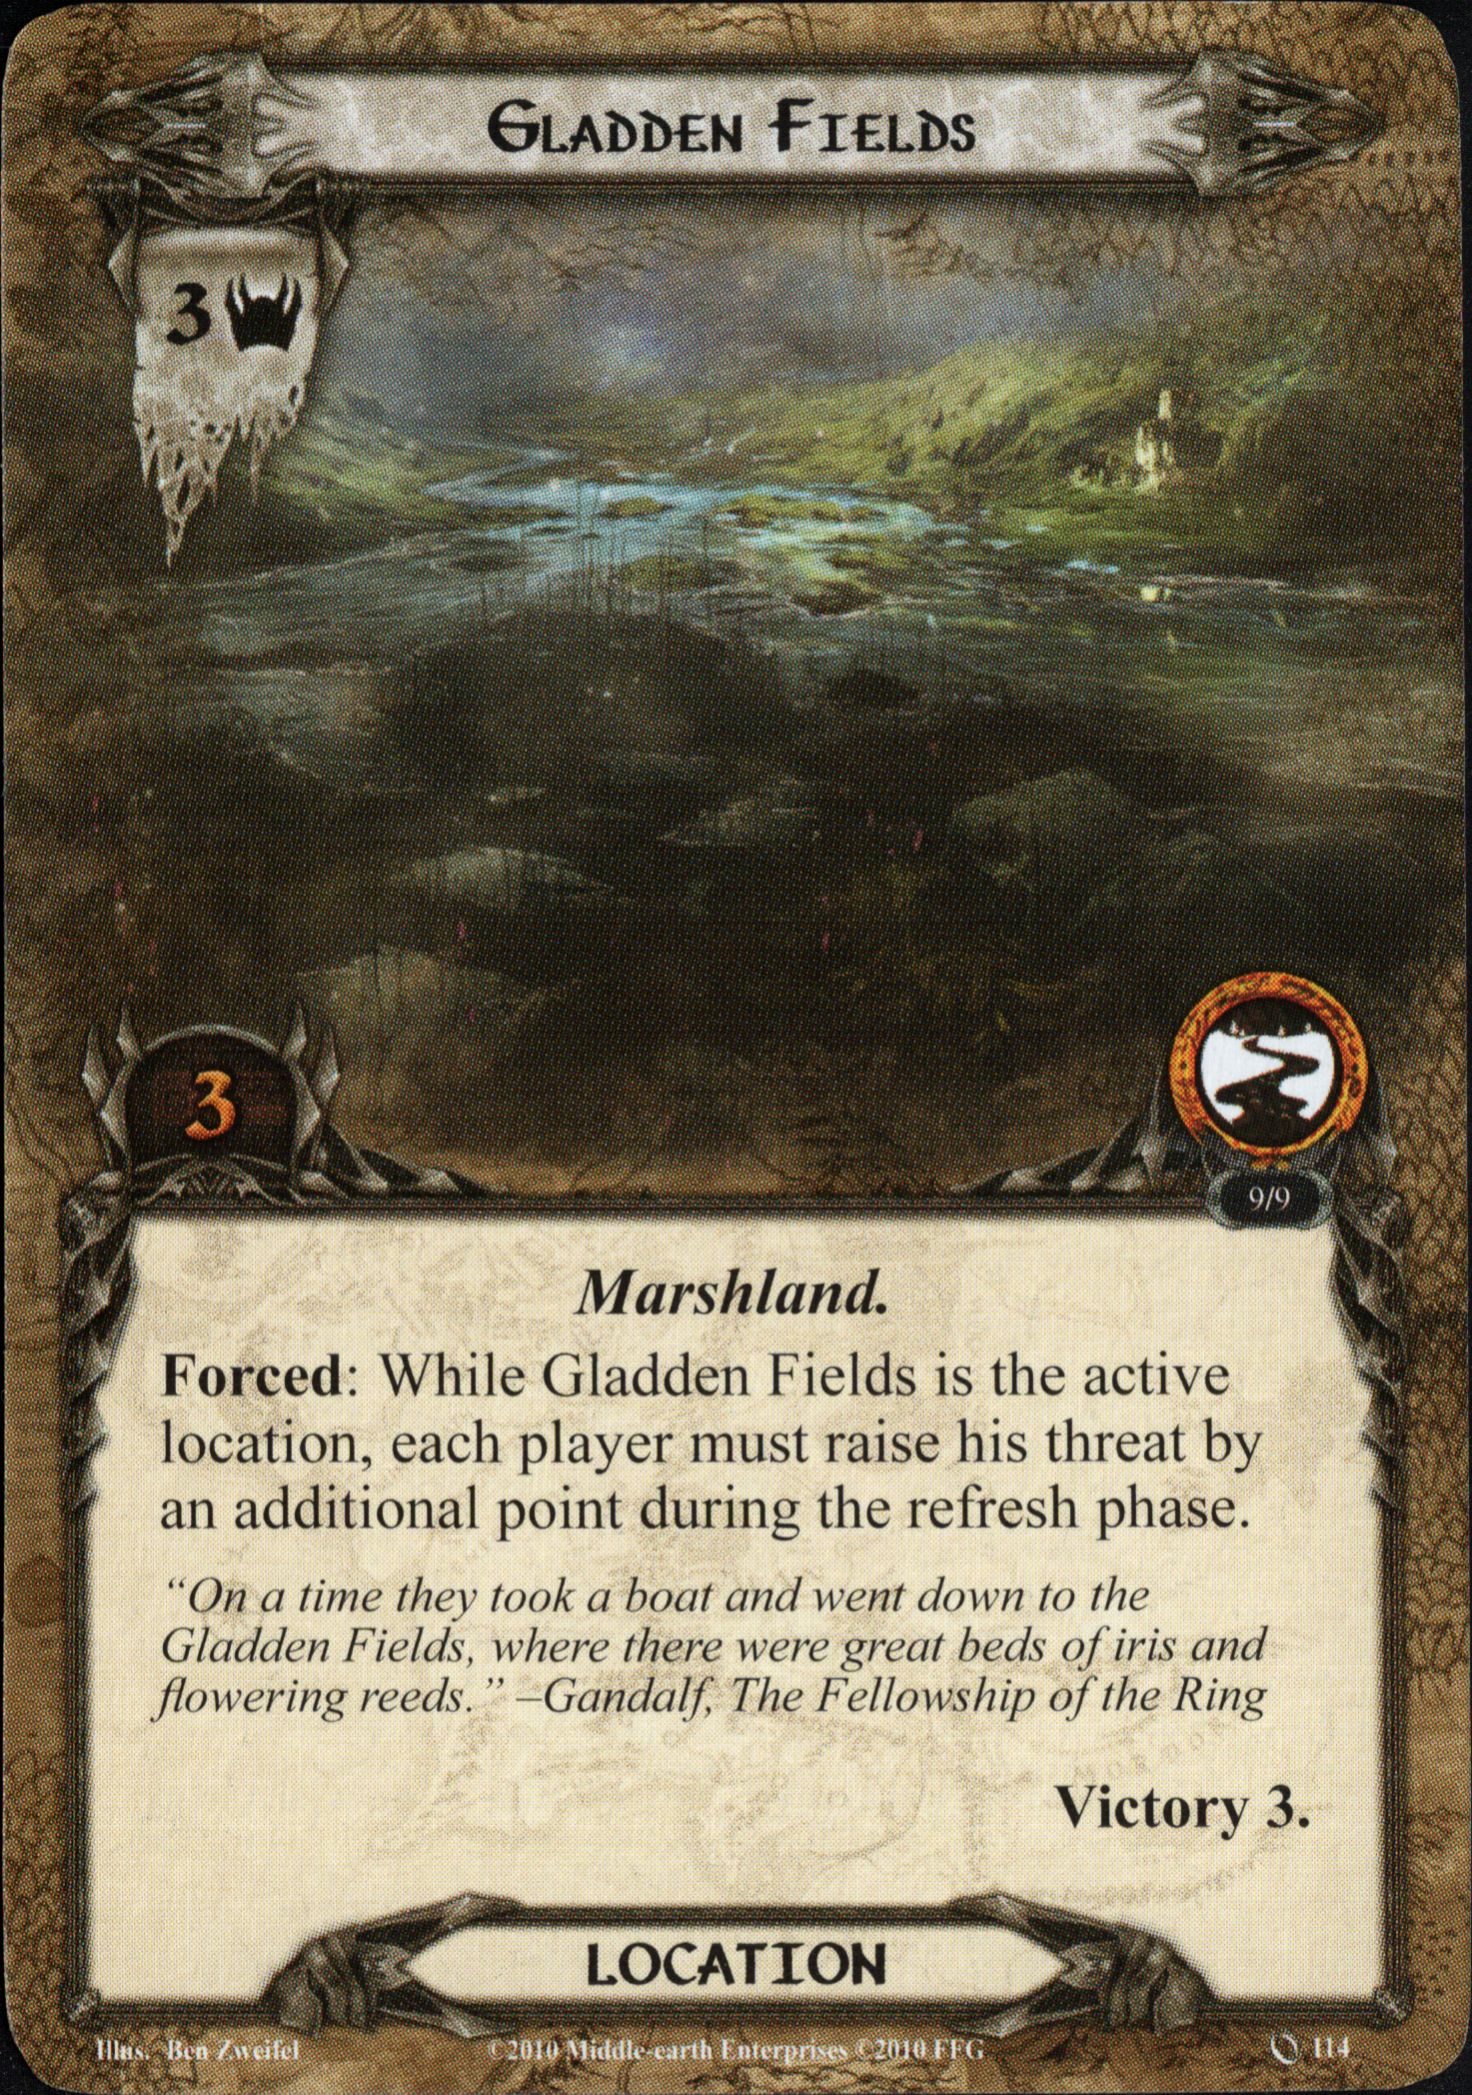 GLADDEN FIELDS
3
3
9/9
Marshland.
Forced: While Gladden Fields is the active
location, each player must raise his threat by
an additional point during the refresh phase.
“On a time they took a boat and went down to the
Gladden Fields, where there were great beds of iris and
flowering reeds.” –Gandalf, The Fellowship of the Ring
Victory 3.
LOCATION
Illus. Ben Zweifel ©2010 Middle-earth Enterprises ©2010 FFG 114